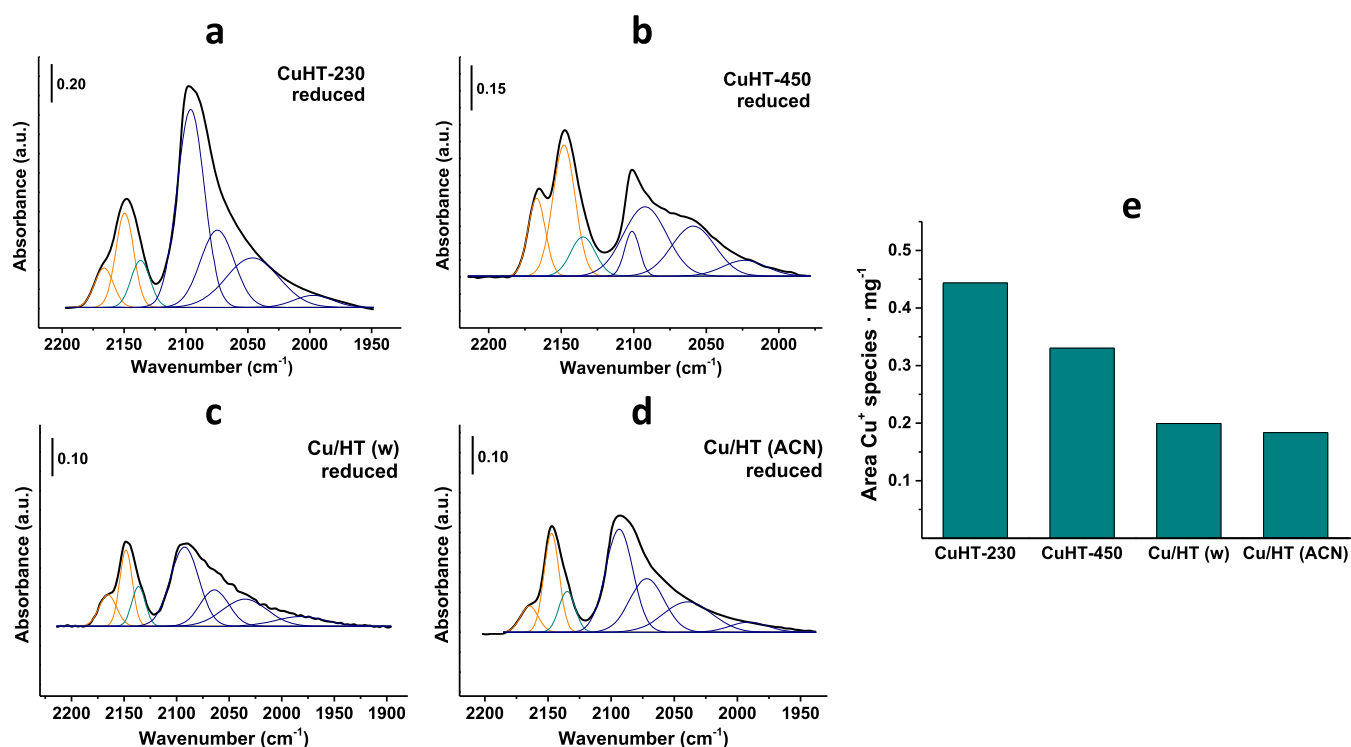 a
0.20
CuHT-230
reduced
Absorbance (a.u.)
2200 2150 2100 2050 2000 1950
Wavenumber (cm⁻¹)
b
0.15
CuHT-450
reduced
Absorbance (a.u.)
2200 2150 2100 2050 2000
Wavenumber (cm⁻¹)
c
0.10
Cu/HT (w)
reduced
Absorbance (a.u.)
2200 2150 2100 2050 2000 1950 1900
Wavenumber (cm⁻¹)
d
0.10
Cu/HT (ACN)
reduced
Absorbance (a.u.)
2200 2150 2100 2050 2000 1950
Wavenumber (cm⁻¹)
e
Area Cu⁺ species · mg⁻¹
0.5
0.4
0.3
0.2
0.1
CuHT-230 CuHT-450 Cu/HT (w) Cu/HT (ACN)